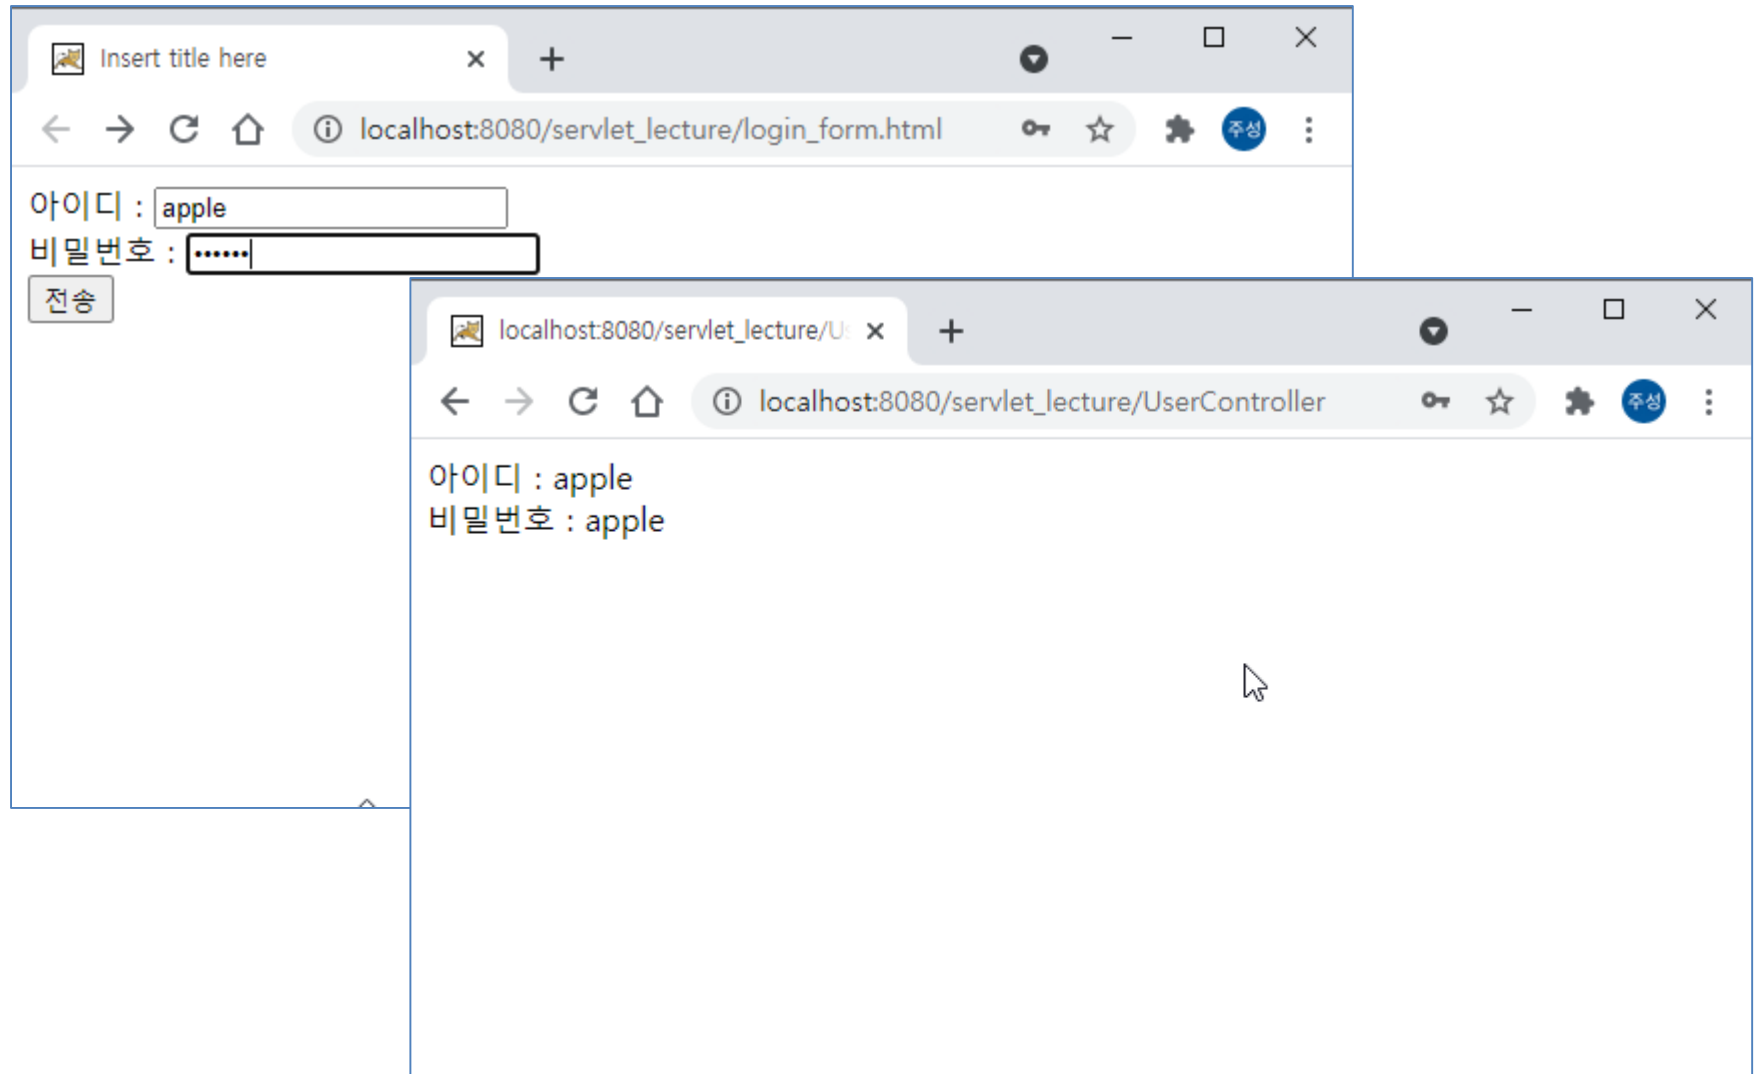 Insert title here
localhost:8080/servlet_lecture/login_form.html
주성
아이디 : apple
비밀번호 : ••••••
전송
localhost:8080/servlet_lecture/Us
localhost:8080/servlet_lecture/UserController
주성
아이디 : apple
비밀번호 : apple